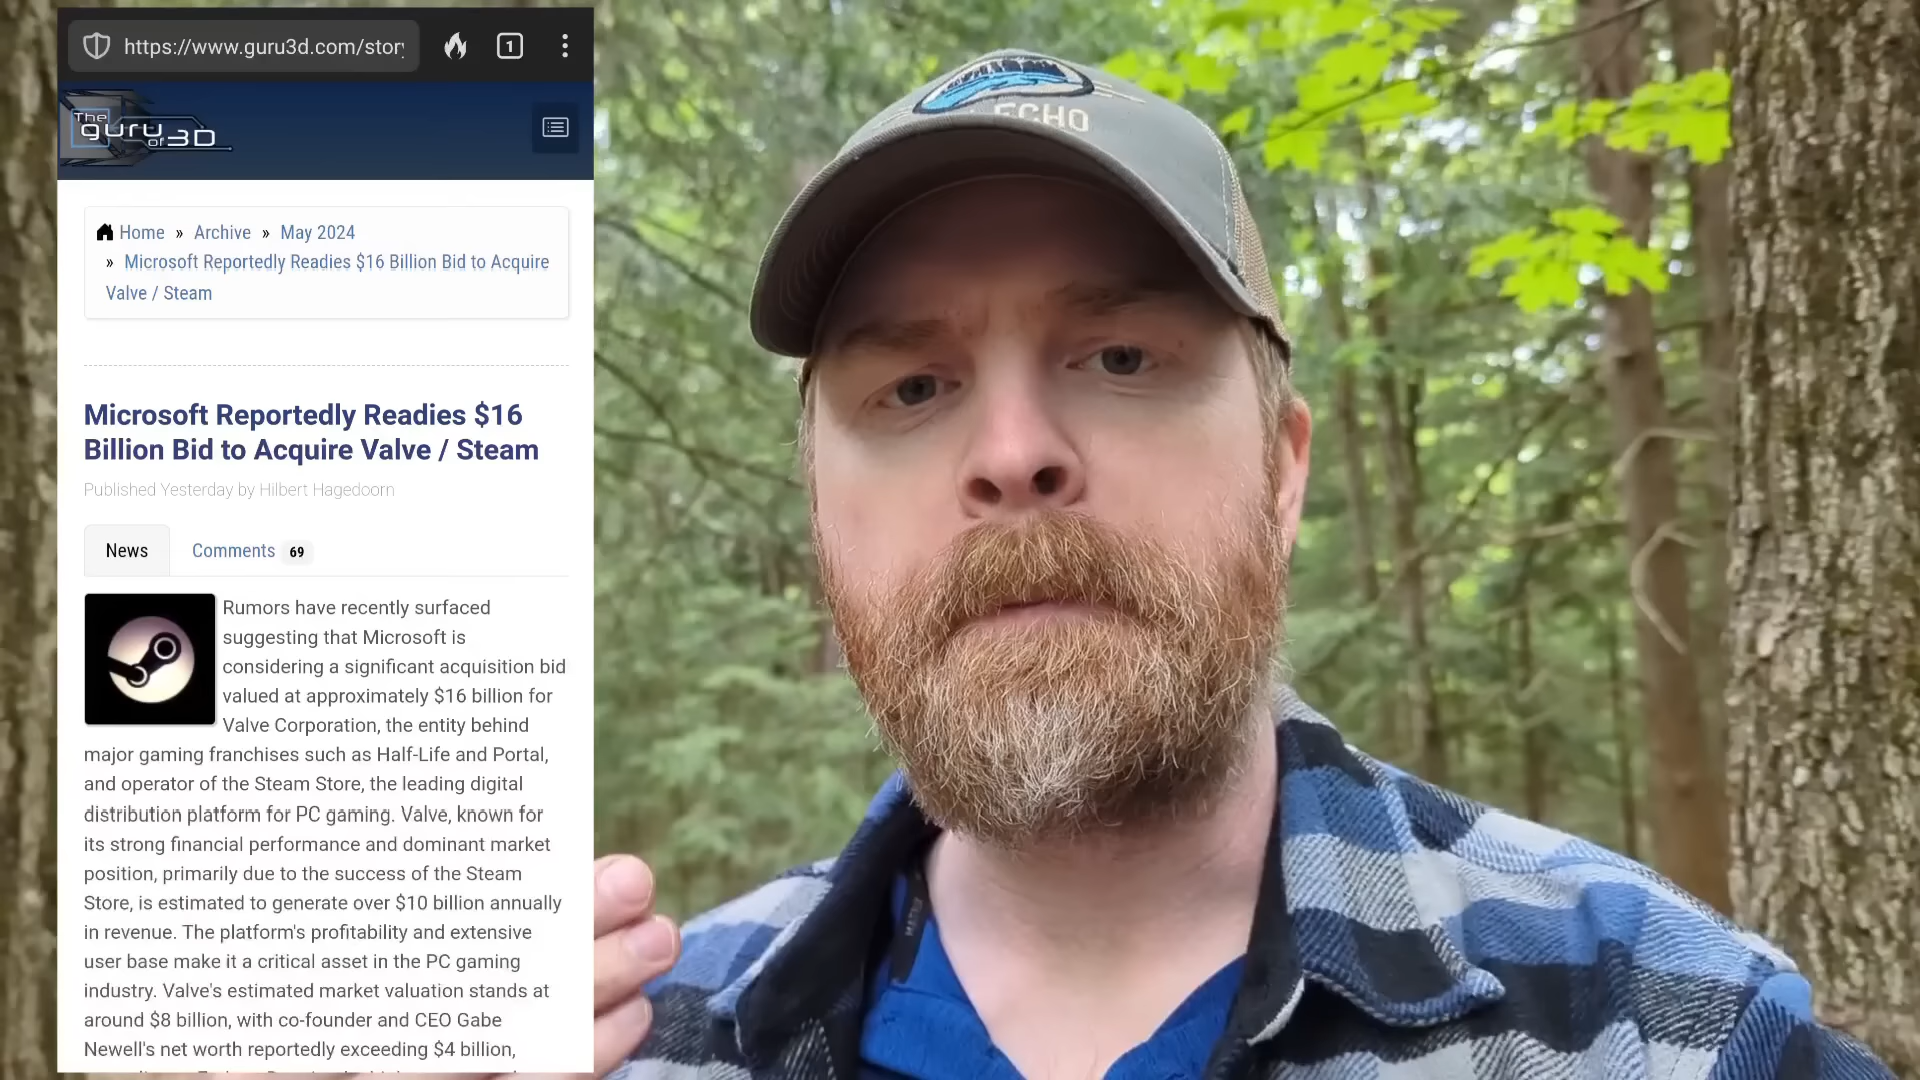 https://www.guru3d.com/stor
1
The
guru of 3D
Home » Archive » May 2024
» Microsoft Reportedly Readies $16 Billion Bid to Acquire
Valve / Steam
Microsoft Reportedly Readies $16
Billion Bid to Acquire Valve / Steam
Published Yesterday by Hilbert Hagedoorn
News
Comments 69
Rumors have recently surfaced
suggesting that Microsoft is
considering a significant acquisition bid
valued at approximately $16 billion for
Valve Corporation, the entity behind
major gaming franchises such as Half-Life and Portal,
and operator of the Steam Store, the leading digital
distribution platform for PC gaming. Valve, known for
its strong financial performance and dominant market
position, primarily due to the success of the Steam
Store, is estimated to generate over $10 billion annually
in revenue. The platform's profitability and extensive
user base make it a critical asset in the PC gaming
industry. Valve's estimated market valuation stands at
around $8 billion, with co-founder and CEO Gabe
Newell's net worth reportedly exceeding $4 billion,
ECHO